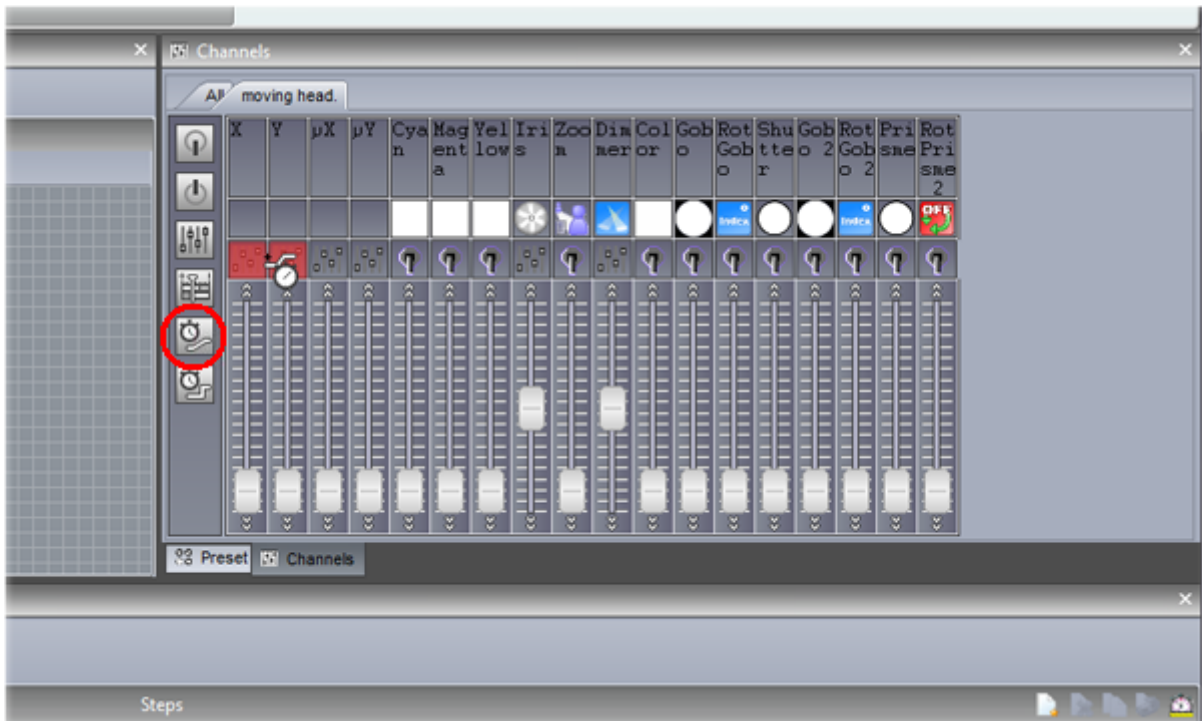 Channels
All moving head.
X Y µX µY Cyan Magenta Yellows Iris Zoom Dimmer Color Gobo Rot Gobo Shutter Gobo 2 Rot Gobo 2 Prisme Rot Prisme 2
Index Index OFF
Preset Channels
Steps